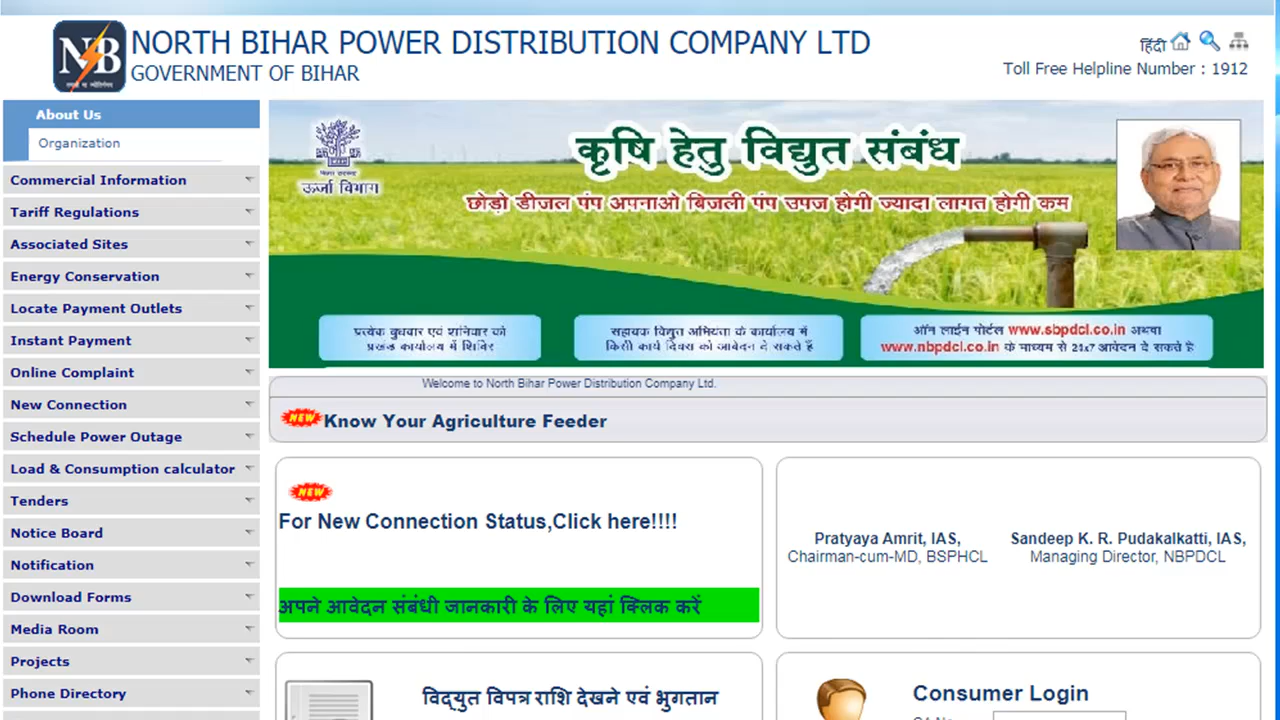 NB
NORTH BIHAR POWER DISTRIBUTION COMPANY LTD
GOVERNMENT OF BIHAR
हिंदी
Toll Free Helpline Number : 1912
About Us
Organization
Commercial Information
Tariff Regulations
Associated Sites
Energy Conservation
Locate Payment Outlets
Instant Payment
Online Complaint
New Connection
Schedule Power Outage
Load & Consumption calculator
Tenders
Notice Board
Notification
Download Forms
Media Room
Projects
Phone Directory
ऊर्जा विभाग
कृषि हेतु विद्युत संबंध
छोड़ो डीजल पंप अपनाओ बिजली पंप उपज होगी ज्यादा लागत होगी कम
प्रत्येक बुधवार एवं शनिवार को
प्रखंड कार्यालय में शिविर
सहायक विद्युत अभियंता के कार्यालय में
किसी कार्य दिवस को आवेदन दे सकते हैं
ऑन लाईन पोर्टल www.sbpdcl.co.in अथवा
www.nbpdcl.co.in के माध्यम से 24x7 आवेदन दे सकते है
Welcome to North Bihar Power Distribution Company Ltd.
NEW Know Your Agriculture Feeder
NEW
For New Connection Status,Click here!!!!
अपने आवेदन संबंधी जानकारी के लिए यहां क्लिक करें
Pratyaya Amrit, IAS,
Chairman-cum-MD, BSPHCL
Sandeep K. R. Pudakalkatti, IAS,
Managing Director, NBPDCL
विद्युत विपत्र राशि देखने एवं भुगतान
Consumer Login